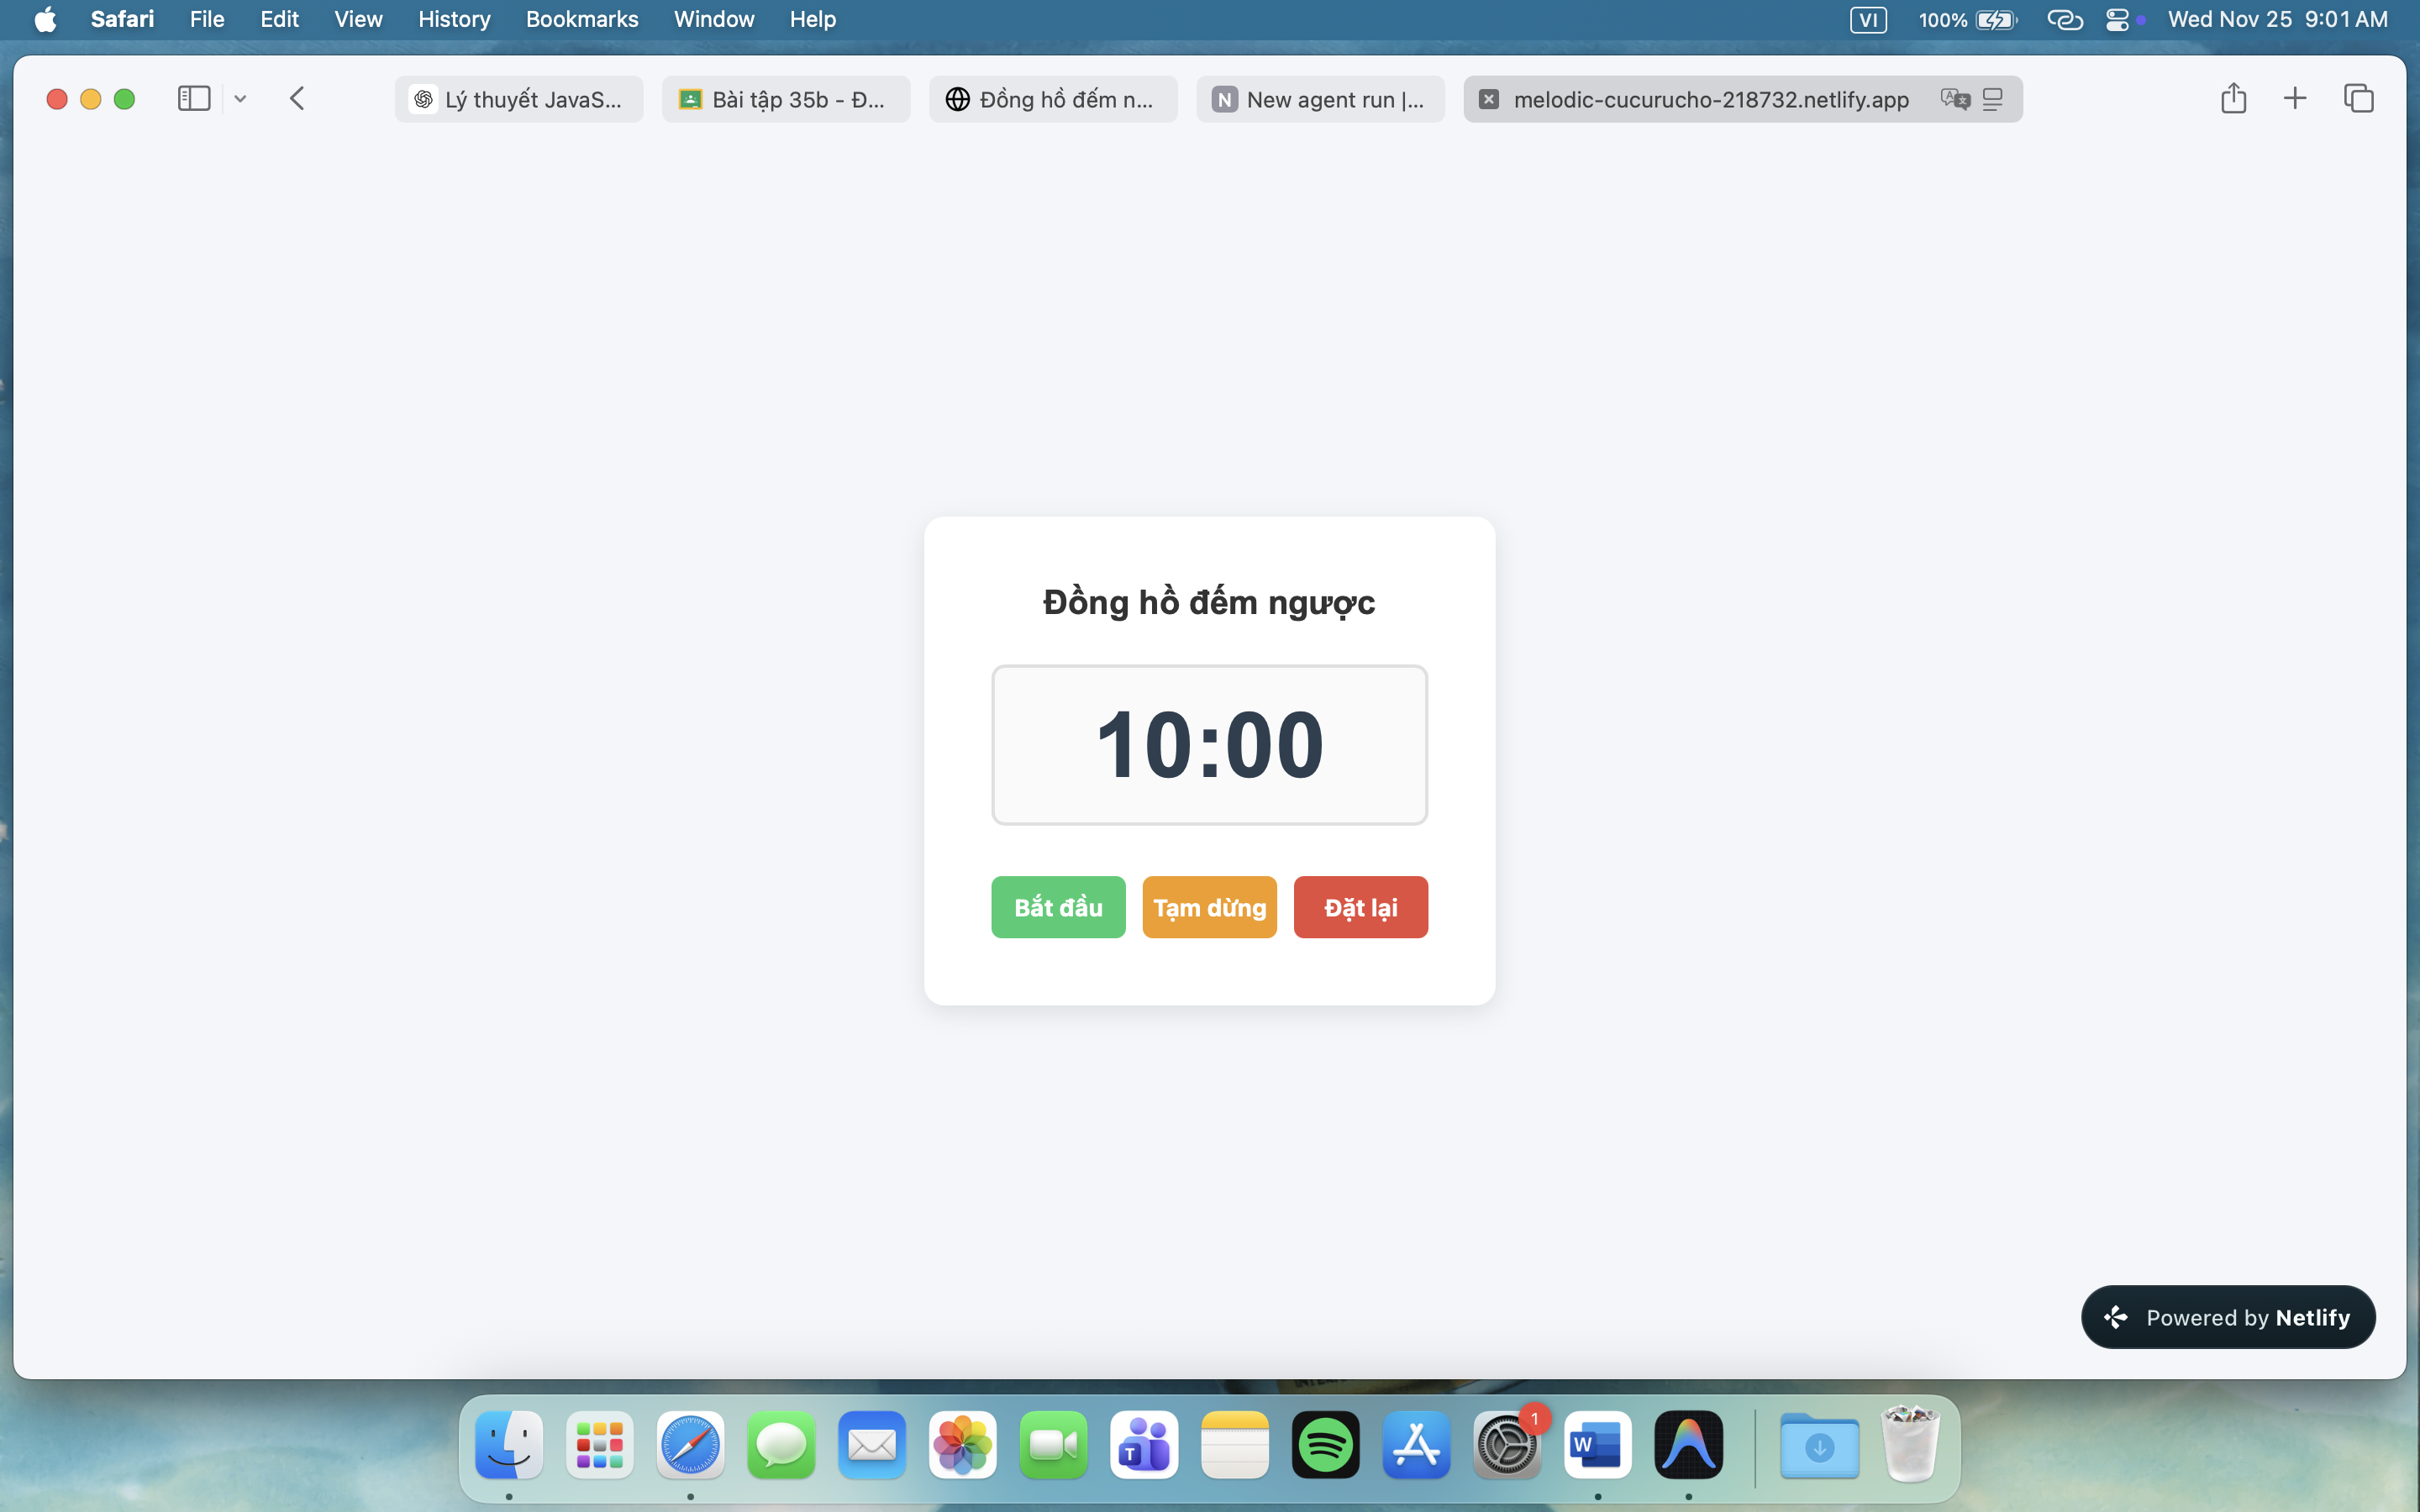 Safari File Edit View History Bookmarks Window Help VI 100% Wed Nov 25 9:01 AM
Lý thuyết JavaS... Bài tập 35b - Đ... Đồng hồ đếm n... N New agent run |... melodic-cucurucho-218732.netlify.app
Đồng hồ đếm ngược
10:00
Bắt đầu Tạm dừng Đặt lại
Powered by Netlify
1
T W